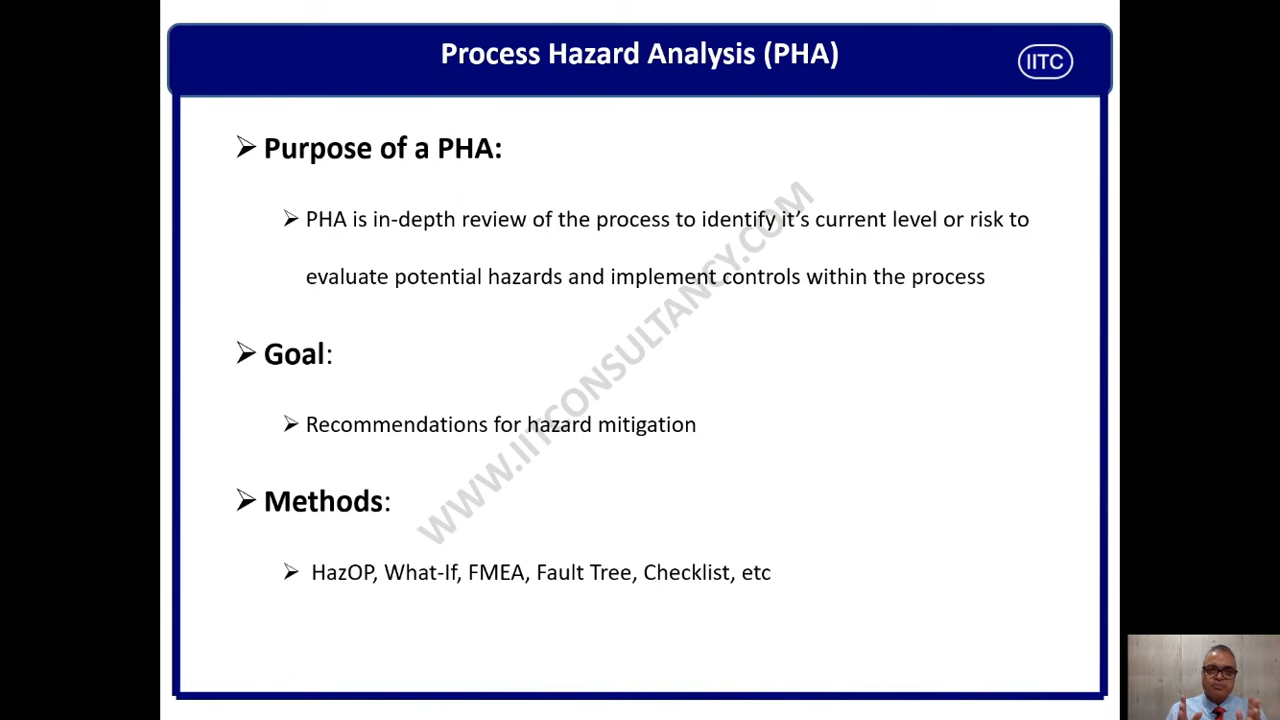 Process Hazard Analysis (PHA)
IITC
Purpose of a PHA:
PHA is in-depth review of the process to identify it’s current level or risk to
evaluate potential hazards and implement controls within the process
Goal:
Recommendations for hazard mitigation
Methods:
HazOP, What-If, FMEA, Fault Tree, Checklist, etc
WWW.IITCONSULTANCY.COM